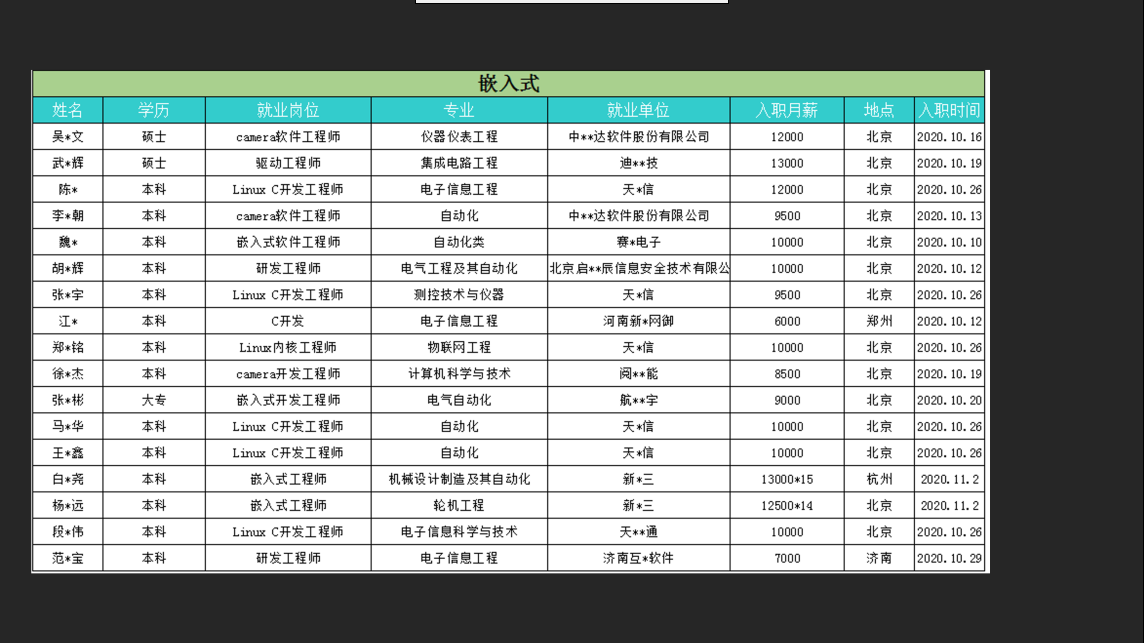 嵌入式
姓名 学历 就业岗位 专业 就业单位 入职月薪 地点 入职时间
吴*文 硕士 camera软件工程师 仪器仪表工程 中**达软件股份有限公司 12000 北京 2020.10.16
武*辉 硕士 驱动工程师 集成电路工程 迪**技 13000 北京 2020.10.19
陈* 本科 Linux C开发工程师 电子信息工程 天*信 12000 北京 2020.10.26
李*朝 本科 camera软件工程师 自动化 中**达软件股份有限公司 9500 北京 2020.10.13
魏* 本科 嵌入式软件工程师 自动化类 赛*电子 10000 北京 2020.10.10
胡*辉 本科 研发工程师 电气工程及其自动化 北京启**辰信息安全技术有限公 10000 北京 2020.10.12
张*宇 本科 Linux C开发工程师 测控技术与仪器 天*信 9500 北京 2020.10.26
江* 本科 C开发 电子信息工程 河南新*网御 6000 郑州 2020.10.12
郑*铭 本科 Linux内核工程师 物联网工程 天*信 10000 北京 2020.10.26
徐*杰 本科 camera开发工程师 计算机科学与技术 阅**能 8500 北京 2020.10.19
张*彬 大专 嵌入式开发工程师 电气自动化 航**宇 9000 北京 2020.10.20
马*华 本科 Linux C开发工程师 自动化 天*信 10000 北京 2020.10.26
王*鑫 本科 Linux C开发工程师 自动化 天*信 10000 北京 2020.10.26
白*尧 本科 嵌入式工程师 机械设计制造及其自动化 新*三 13000*15 杭州 2020.11.2
杨*远 本科 嵌入式工程师 轮机工程 新*三 12500*14 北京 2020.11.2
段*伟 本科 Linux C开发工程师 电子信息科学与技术 天**通 10000 北京 2020.10.26
范*宝 本科 研发工程师 电子信息工程 济南互*软件 7000 济南 2020.10.29